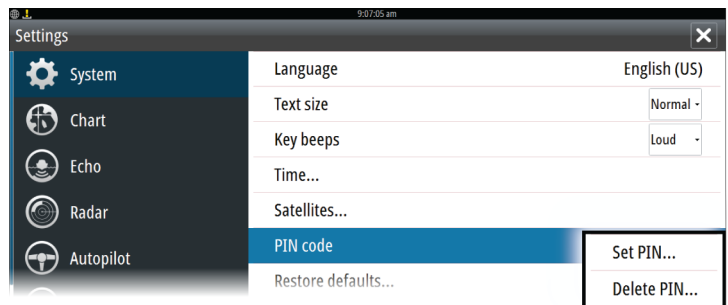 9:07:05 am
Settings
System
Chart
Echo
Radar
Autopilot
Language English (US)
Text size Normal
Key beeps Loud
Time...
Satellites...
PIN code
Restore defaults...
Set PIN...
Delete PIN...